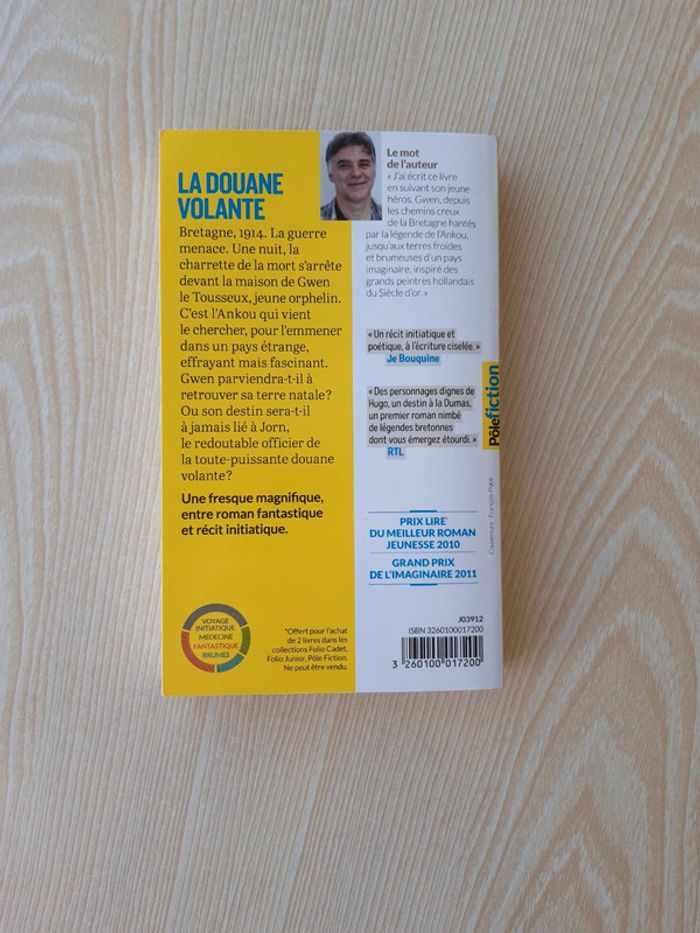 LA DOUANE
VOLANTE
Bretagne, 1914. La guerre
menace. Une nuit, la
charrette de la mort s'arrête
devant la maison de Gwen
le Tousseux, jeune orphelin.
C'est l'Ankou qui vient
le chercher, pour l'emmener
dans un pays étrange,
effrayant mais fascinant.
Gwen parviendra-t-il à
retrouver sa terre natale ?
Ou son destin sera-t-il
à jamais lié à Jorn,
le redoutable officier de
la toute-puissante douane
volante ?
Une fresque magnifique,
entre roman fantastique
et récit initiatique.
VOYAGE
INITIATIQUE
MÉDECINE
FANTASTIQUE
BRUMES
*Offert pour l'achat
de 2 livres dans les
collections Folio Cadet,
Folio Junior, Pôle Fiction.
Ne peut être vendu.
Le mot
de l'auteur
« J'ai écrit ce livre
en suivant son jeune
héros, Gwen, depuis
les chemins creux
de la Bretagne hantés
par la légende de l'Ankou,
jusqu'aux terres froides
et brumeuses d'un pays
imaginaire, inspiré des
grands peintres hollandais
du Siècle d'or. »
« Un récit initiatique et
poétique, à l'écriture ciselée. »
Je Bouquine
« Des personnages dignes de
Hugo, un destin à la Dumas,
un premier roman nimbé
de légendes bretonnes
dont vous émergez étourdi. »
RTL
PRIX LIRE
DU MEILLEUR ROMAN
JEUNESSE 2010
GRAND PRIX
DE L'IMAGINAIRE 2011
J03912
ISBN 3260100017200
3 260100 017200
Pôle fiction
Couverture : François Place